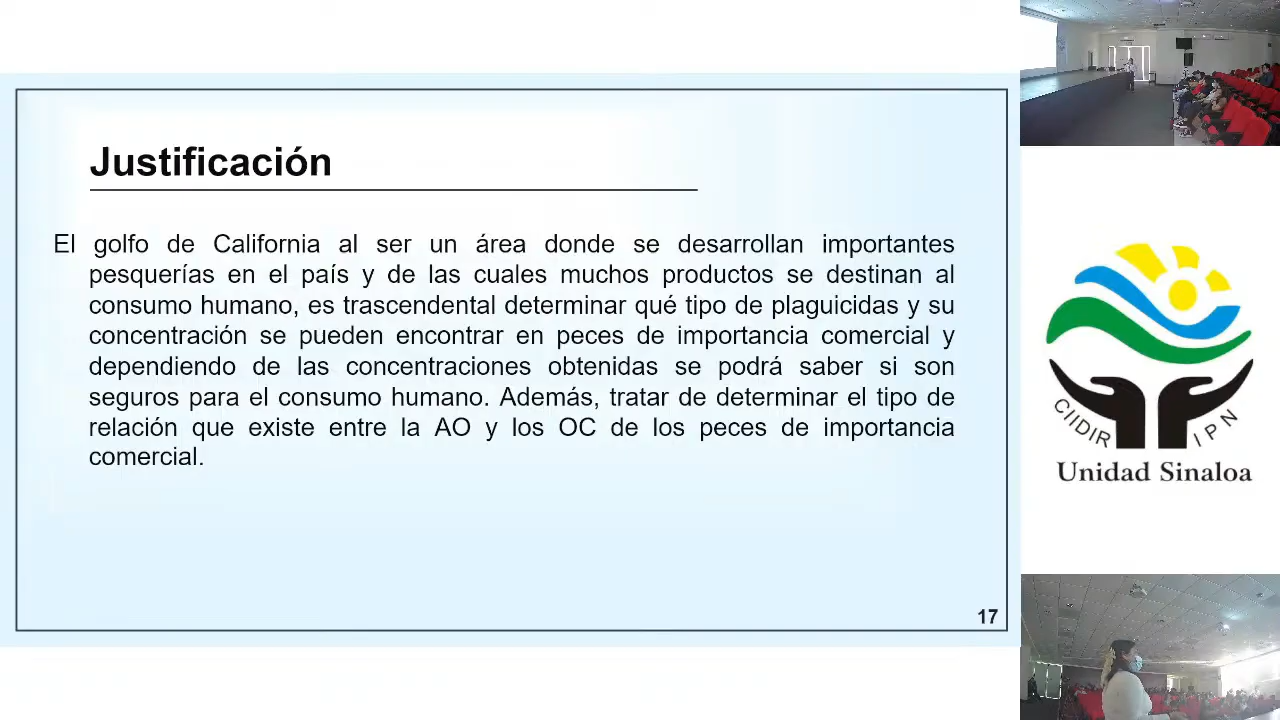 Justificación
El golfo de California al ser un área donde se desarrollan importantes
pesquerías en el país y de las cuales muchos productos se destinan al
consumo humano, es trascendental determinar qué tipo de plaguicidas y su
concentración se pueden encontrar en peces de importancia comercial y
dependiendo de las concentraciones obtenidas se podrá saber si son
seguros para el consumo humano. Además, tratar de determinar el tipo de
relación que existe entre la AO y los OC de los peces de importancia
comercial.
17
CIIDIR IPN
Unidad Sinaloa